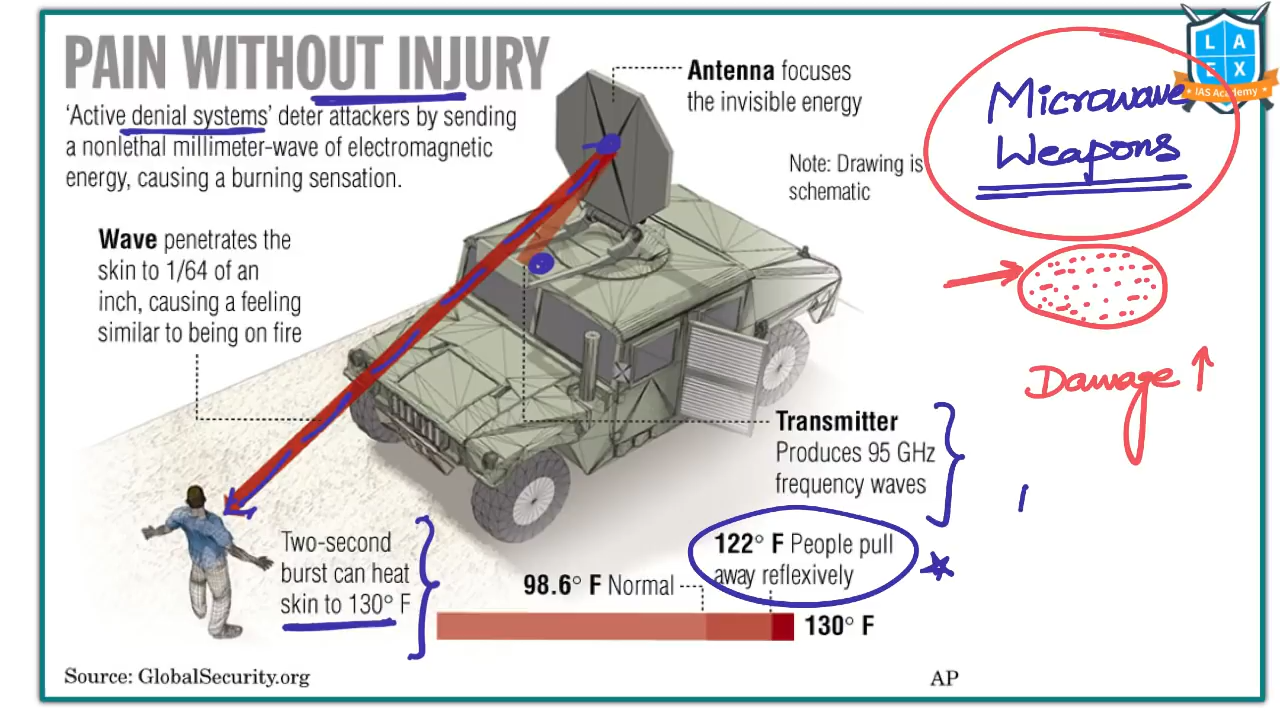 PAIN WITHOUT INJURY
'Active denial systems' deter attackers by sending
a nonlethal millimeter-wave of electromagnetic
energy, causing a burning sensation.
Antenna focuses
the invisible energy
Note: Drawing is
schematic
Microwave
Weapons
L A
E X
IAS Academy
Wave penetrates the
skin to 1/64 of an
inch, causing a feeling
similar to being on fire
Damage
Transmitter
Produces 95 GHz
frequency waves
Two-second
burst can heat
skin to 130° F
122° F People pull
away reflexively
98.6° F Normal
130° F
Source: GlobalSecurity.org
AP